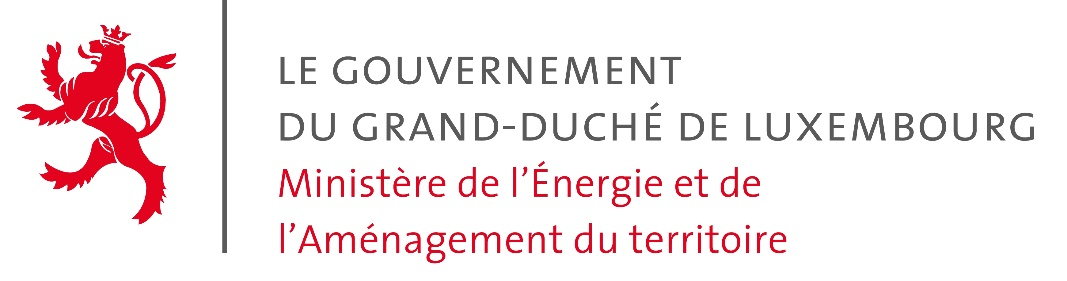 LE GOUVERNEMENT
DU GRAND-DUCHÉ DE LUXEMBOURG
Ministère de l’Énergie et de
l’Aménagement du territoire